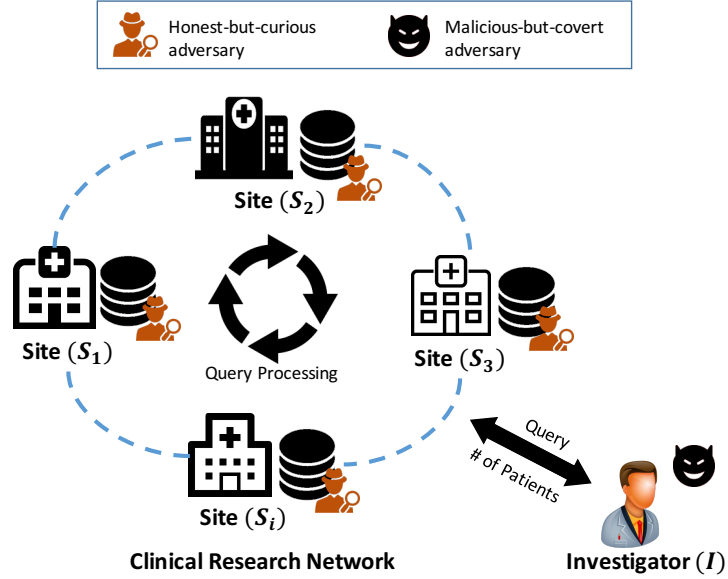 Honest-but-curious
adversary
Malicious-but-covert
adversary
Site (S₂)
Site (S₁)
Query Processing
Site (S₃)
Query
# of Patients
Site (Sᵢ)
Clinical Research Network
Investigator (I)